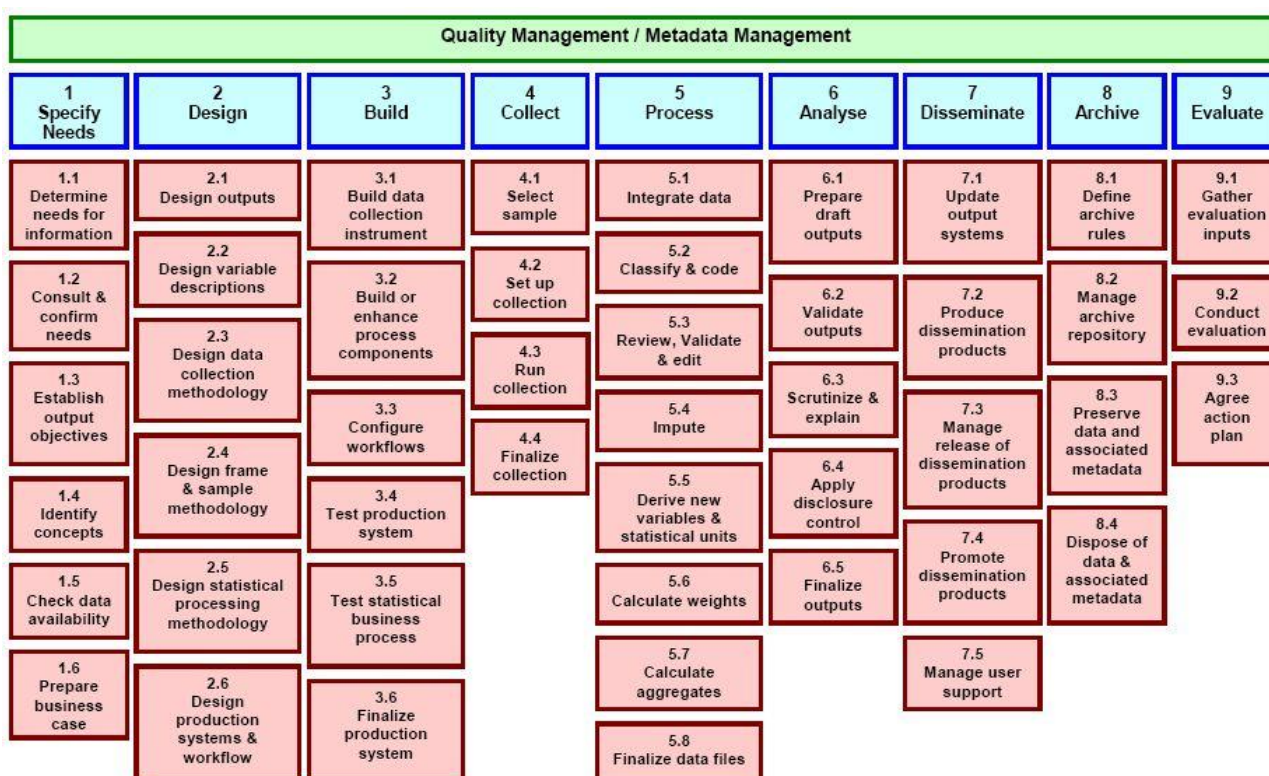 Quality Management / Metadata Management
1
Specify
Needs
2
Design
3
Build
4
Collect
5
Process
6
Analyse
7
Disseminate
8
Archive
9
Evaluate
1.1
Determine
needs for
information
1.2
Consult &
confirm
needs
1.3
Establish
output
objectives
1.4
Identify
concepts
1.5
Check data
availability
1.6
Prepare
business
case
2.1
Design outputs
2.2
Design variable
descriptions
2.3
Design data
collection
methodology
2.4
Design frame
& sample
methodology
2.5
Design statistical
processing
methodology
2.6
Design
production
systems &
workflow
3.1
Build data
collection
instrument
3.2
Build or
enhance
process
components
3.3
Configure
workflows
3.4
Test production
system
3.5
Test statistical
business
process
3.6
Finalize
production
system
4.1
Select
sample
4.2
Set up
collection
4.3
Run
collection
4.4
Finalize
collection
5.1
Integrate data
5.2
Classify & code
5.3
Review, Validate
& edit
5.4
Impute
5.5
Derive new
variables &
statistical units
5.6
Calculate weights
5.7
Calculate
aggregates
5.8
Finalize data files
6.1
Prepare
draft
outputs
6.2
Validate
outputs
6.3
Scrutinize &
explain
6.4
Apply
disclosure
control
6.5
Finalize
outputs
7.1
Update
output
systems
7.2
Produce
dissemination
products
7.3
Manage
release of
dissemination
products
7.4
Promote
dissemination
products
7.5
Manage user
support
8.1
Define
archive
rules
8.2
Manage
archive
repository
8.3
Preserve
data and
associated
metadata
8.4
Dispose of
data &
associated
metadata
9.1
Gather
evaluation
inputs
9.2
Conduct
evaluation
9.3
Agree
action
plan